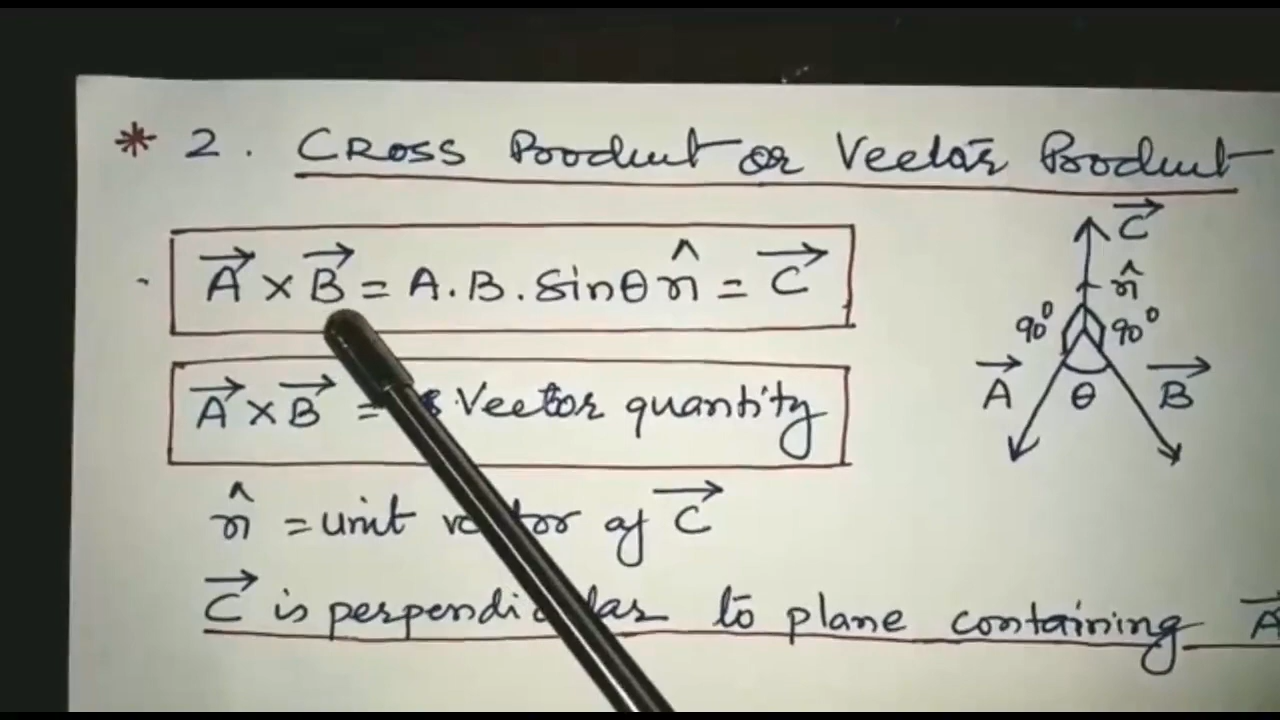 * 2. CROSS Product or Vector Product
A⃗ × B⃗ = A.B.Sinθ n̂ = C⃗
A⃗ × B⃗ = Vector quantity
n̂ = unit vector of C⃗
C⃗ is perpendicular to plane containing A⃗
C⃗
n̂
90° 90°
A⃗ θ B⃗